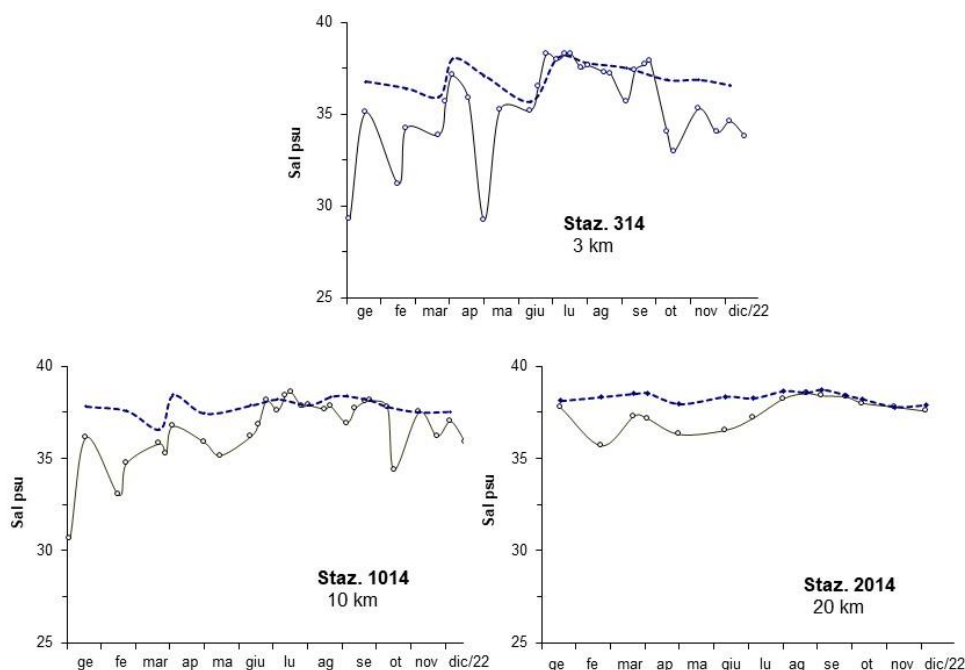 40
35
30
25
Sal psu
Staz. 314
3 km
ge fe mar ap ma giu lu ag se ot nov dic/22
40
35
30
25
Sal psu
Staz. 1014
10 km
ge fe mar ap ma giu lu ag se ot nov dic/22
40
35
30
25
Sal psu
Staz. 2014
20 km
ge fe mar ap ma giu lu ag se ot nov dic/22